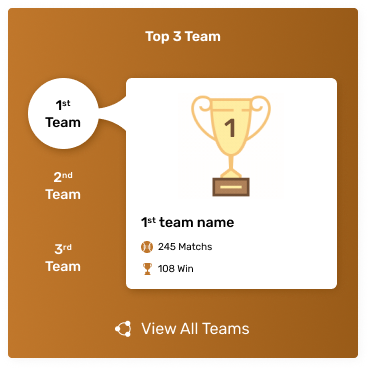 Top 3 Team
1st
Team
1
2nd
Team
1st team name
245 Matchs
3rd
Team
108 Win
View All Teams